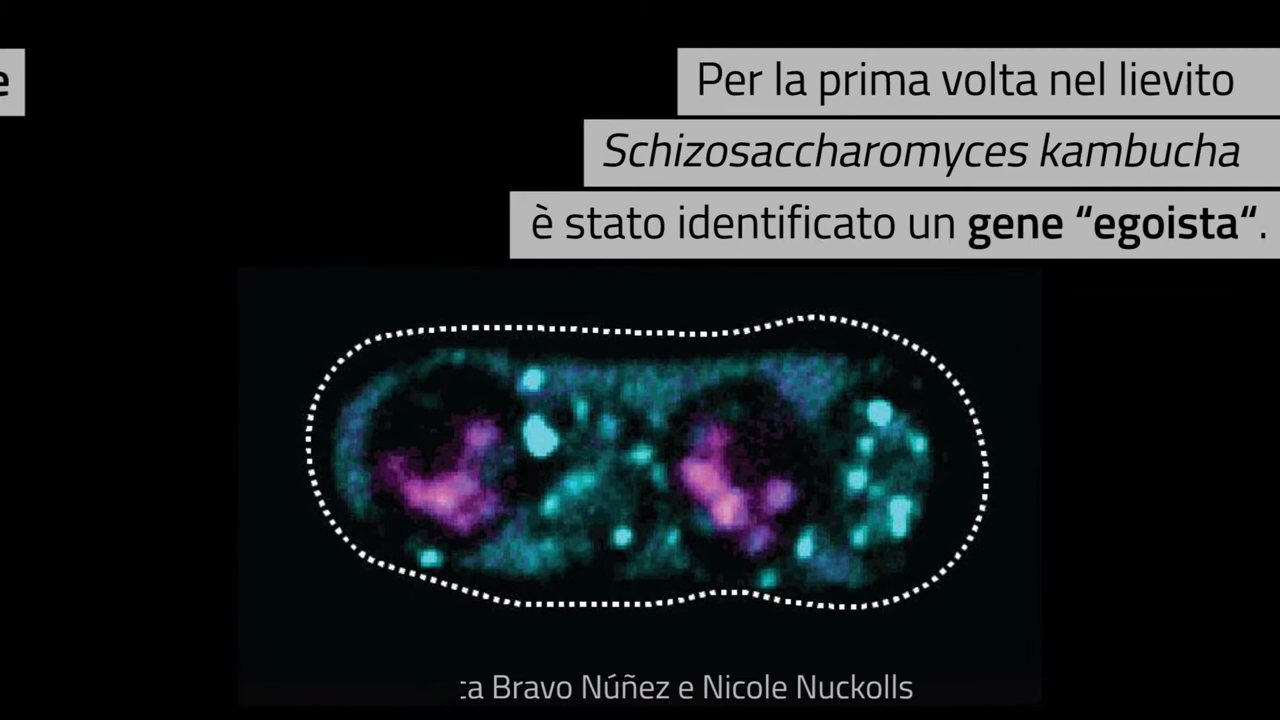 Per la prima volta nel lievito
Schizosaccharomyces kambucha
è stato identificato un gene “egoista“.
Bravo Núñez e Nicole Nuckolls